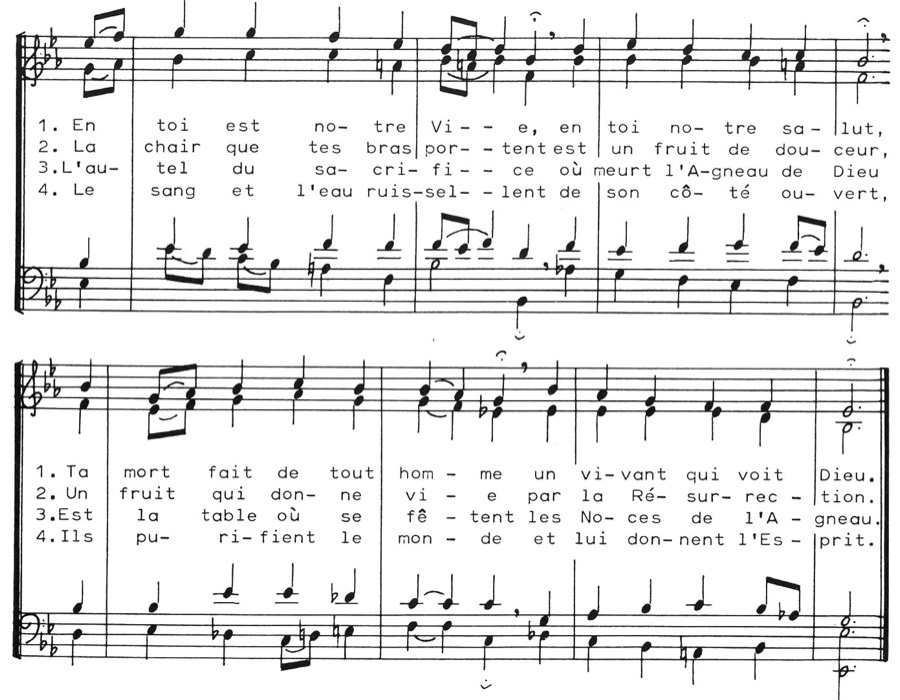 1. En toi est no- tre Vi- - e, en toi no- tre sa- lut,
2. La chair que tes bras por- - tent est un fruit de dou- ceur,
3.L'au- tel du sa- cri- fi- - ce où meurt l'A-gneau de Dieu
4. Le sang et l'eau ruis-sel- - lent de son cô- té ou- vert,
1. Ta mort fait de tout hom - me un vi- vant qui voit Dieu.
2. Un fruit qui don- ne vi - e par la Ré- sur- rec - tion.
3.Est la table où se fê - tent les No- ces de l'A - gneau.
4.Ils pu- ri- fient le mon - de et lui don- nent l'Es - prit.